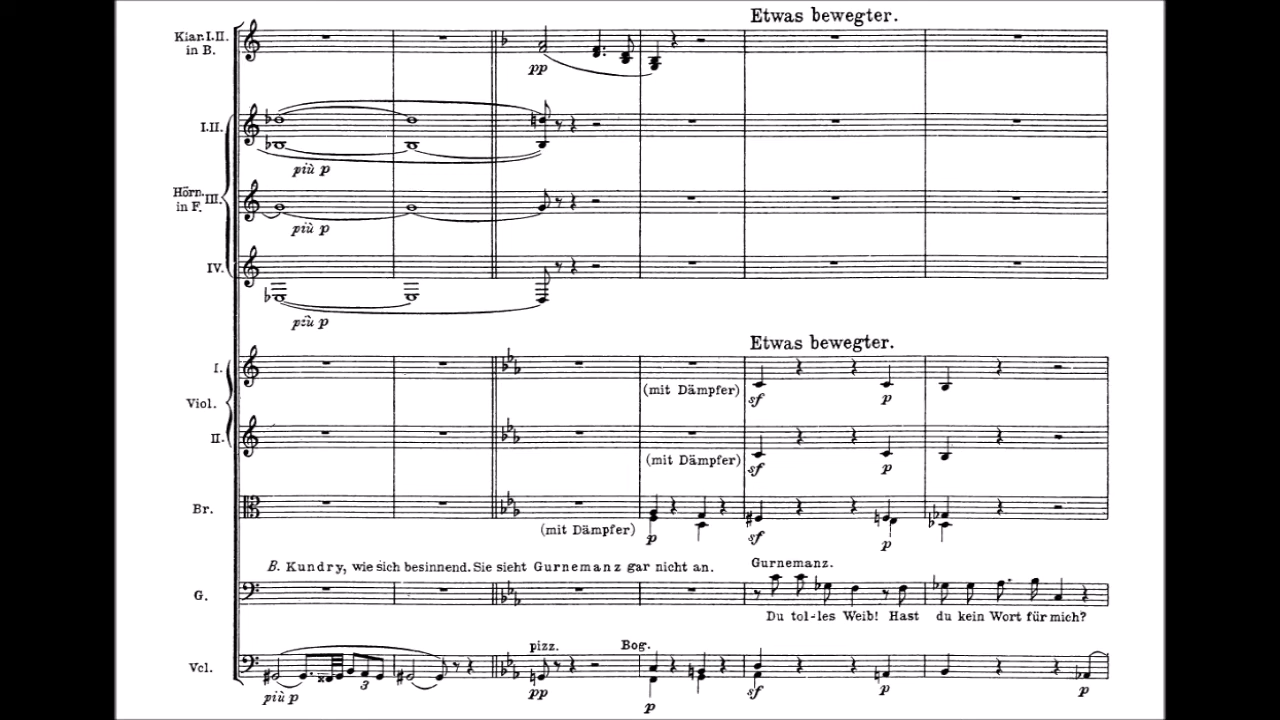 Etwas bewegter.
Klar.I.II.
in B.
pp
I.II.
più p
Hörn.
in F.
III.
più p
IV.
più p
Etwas bewegter.
I.
(mit Dämpfer)
sf
p
Viol.
II.
(mit Dämpfer)
sf
p
Br.
(mit Dämpfer)
p
sf
p
B. Kundry, wie sich besinnend. Sie sieht Gurnemanz gar nicht an.
Gurnemanz.
G.
Du tol-les Weib! Hast du kein Wort für mich?
pizz.
Bog.
Vcl.
3
più p
pp
p
sf
p
p